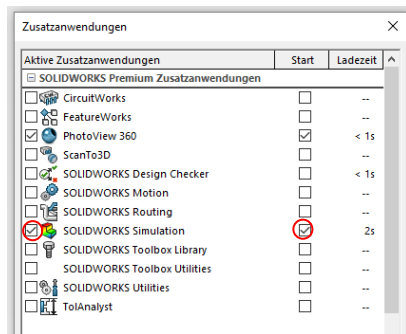 Zusatzanwendungen
Aktive Zusatzanwendungen Start Ladezeit
SOLIDWORKS Premium Zusatzanwendungen
CircuitWorks --
FeatureWorks --
PhotoView 360 < 1s
ScanTo3D --
SOLIDWORKS Design Checker < 1s
SOLIDWORKS Motion --
SOLIDWORKS Routing --
SOLIDWORKS Simulation 2s
SOLIDWORKS Toolbox Library --
SOLIDWORKS Toolbox Utilities --
SOLIDWORKS Utilities --
TolAnalyst --